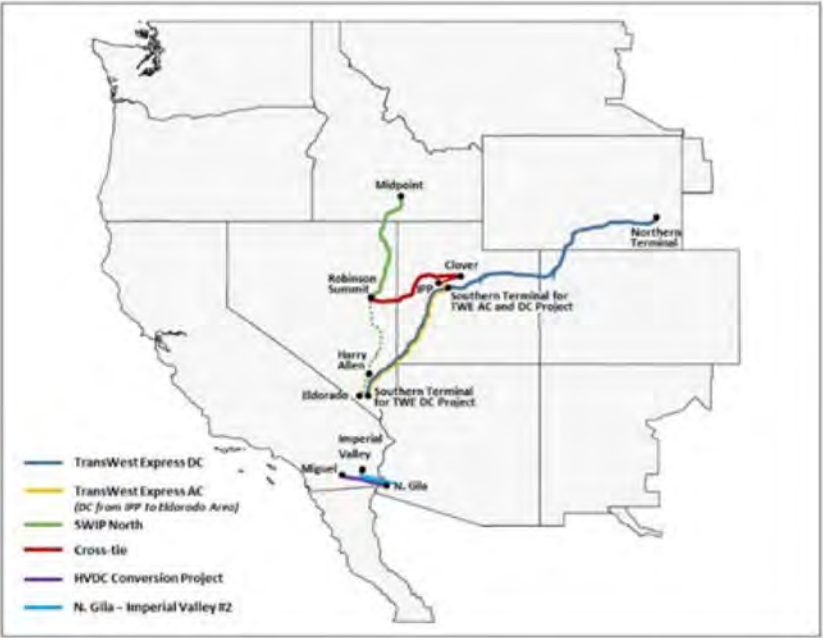 Midpoint
Northern
Terminal
Clover
Robinson
Summit
IPP
Southern Terminal for
TWE AC and DC Project
Harry
Allen
Eldorado
Southern Terminal
for TWE DC Project
Imperial
Valley
Miguel
N. Gila
TransWest Express DC
TransWest Express AC
(DC from IPP to Eldorado Area)
SWIP North
Cross-tie
HVDC Conversion Project
N. Gila – Imperial Valley #2